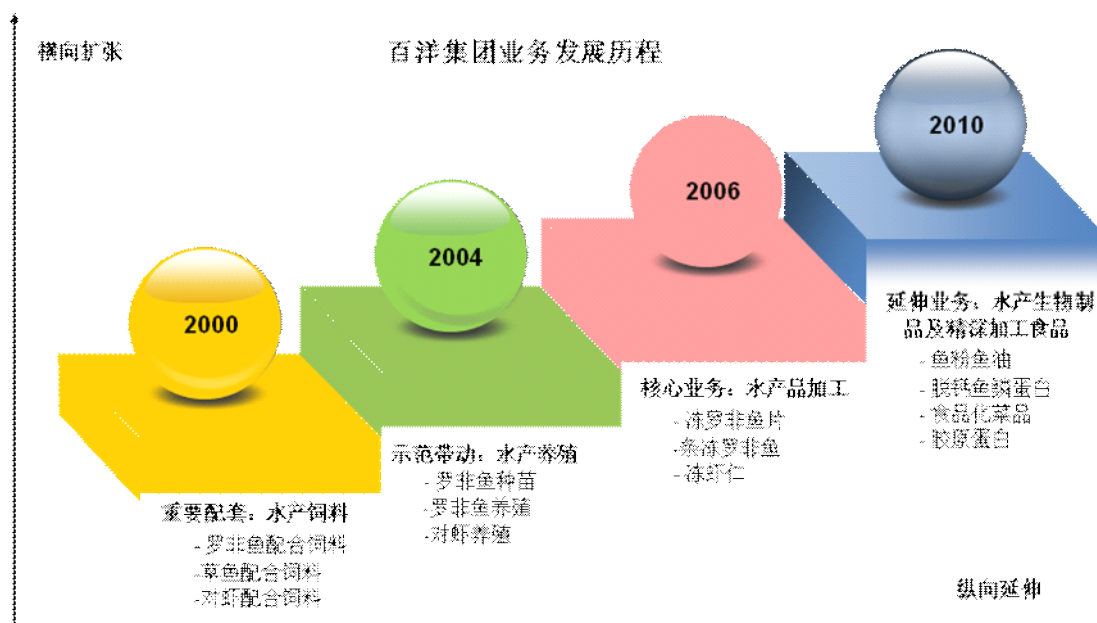 横向扩张
百洋集团业务发展历程
2000
重要配套：水产饲料
- 罗非鱼配合饲料
-草鱼配合饲料
-对虾配合饲料
2004
示范带动：水产养殖
- 罗非鱼种苗
-罗非鱼养殖
-对虾养殖
2006
核心业务：水产品加工
- 冻罗非鱼片
-条冻罗非鱼
-冻虾仁
2010
延伸业务：水产生物制
品及精深加工食品
- 鱼粉鱼油
- 脱钙鱼鳞蛋白
- 食品化菜品
- 胶原蛋白
纵向延伸